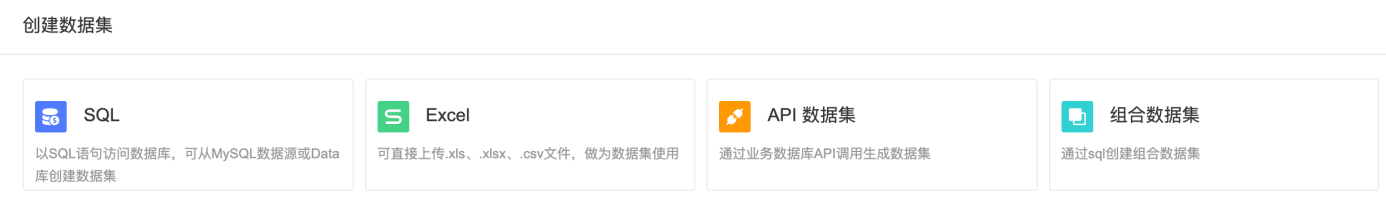 创建数据集
SQL
以SQL语句访问数据库，可从MySQL数据源或Data
库创建数据集
Excel
可直接上传.xls、.xlsx、.csv文件，做为数据集使用
API 数据集
通过业务数据库API调用生成数据集
组合数据集
通过sql创建组合数据集